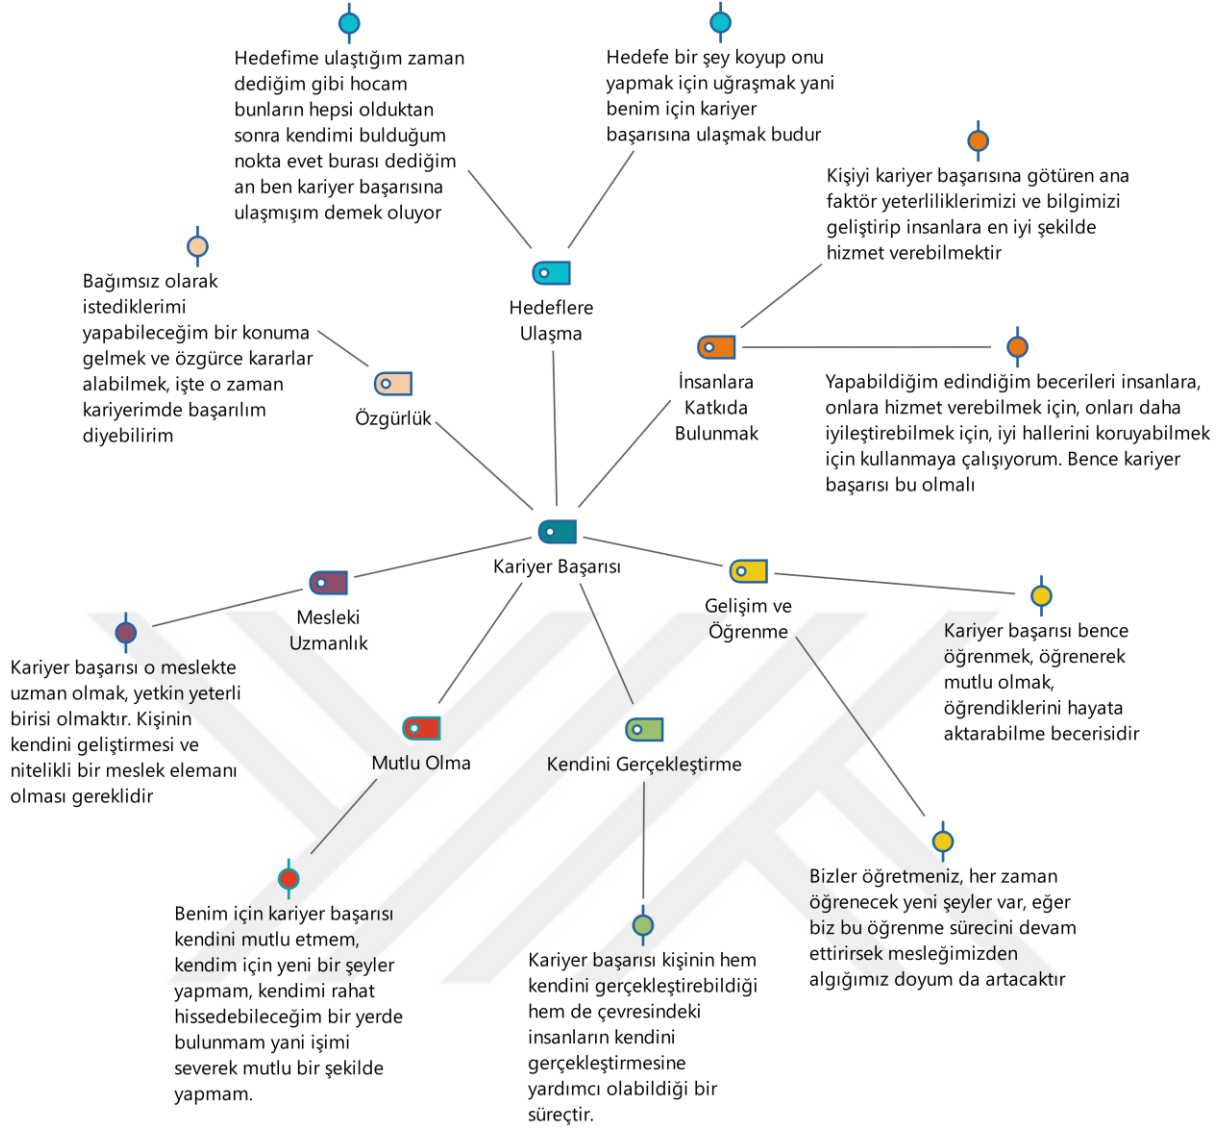 Hedefime ulaştığım zaman
dediğim gibi hocam
bunların hepsi olduktan
sonra kendimi bulduğum
nokta evet burası dediğim
an ben kariyer başarısına
ulaşmışım demek oluyor
Hedefe bir şey koyup onu
yapmak için uğraşmak yani
benim için kariyer
başarısına ulaşmak budur
Kişiyi kariyer başarısına götüren ana
faktör yeterliliklerimizi ve bilgimizi
geliştirip insanlara en iyi şekilde
hizmet verebilmektir
Bağımsız olarak
istediklerimi
yapabileceğim bir konuma
gelmek ve özgürce kararlar
alabilmek, işte o zaman
kariyerimde başarılım
diyebilirim
Hedeflere
Ulaşma
Özgürlük
İnsanlara
Katkıda
Bulunmak
Yapabildiğim edindiğim becerileri insanlara,
onlara hizmet verebilmek için, onları daha
iyileştirebilmek için, iyi hallerini koruyabilmek
için kullanmaya çalışıyorum. Bence kariyer
başarısı bu olmalı
Kariyer Başarısı
Mesleki
Uzmanlık
Gelişim ve
Öğrenme
Kariyer başarısı o meslekte
uzman olmak, yetkin yeterli
birisi olmaktır. Kişinin
kendini geliştirmesi ve
nitelikli bir meslek elemanı
olması gereklidir
Kariyer başarısı bence
öğrenmek, öğrenerek
mutlu olmak,
öğrendiklerini hayata
aktarabilme becerisidir
Mutlu Olma
Kendini Gerçekleştirme
Bizler öğretmeniz, her zaman
öğrenecek yeni şeyler var, eğer
biz bu öğrenme sürecini devam
ettirirsek mesleğimizden
algığımız doyum da artacaktır
Benim için kariyer başarısı
kendini mutlu etmem,
kendim için yeni bir şeyler
yapmam, kendimi rahat
hissedebileceğim bir yerde
bulunmam yani işimi
severek mutlu bir şekilde
yapmam.
Kariyer başarısı kişinin hem
kendini gerçekleştirebildiği
hem de çevresindeki
insanların kendini
gerçekleştirmesine
yardımcı olabildiği bir
süreçtir.